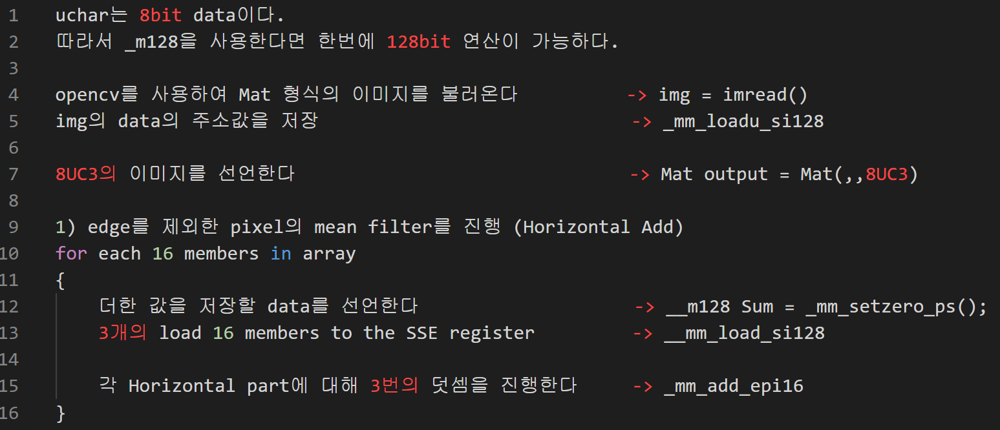 1 uchar는 8bit data이다.
2 따라서 _m128을 사용한다면 한번에 128bit 연산이 가능하다.
3
4 opencv를 사용하여 Mat 형식의 이미지를 불러온다 -> img = imread()
5 img의 data의 주소값을 저장 -> _mm_loadu_si128
6
7 8UC3의 이미지를 선언한다 -> Mat output = Mat(,,8UC3)
8
9 1) edge를 제외한 pixel의 mean filter를 진행 (Horizontal Add)
10 for each 16 members in array
11 {
12 더한 값을 저장할 data를 선언한다 -> __m128 Sum = _mm_setzero_ps();
13 3개의 load 16 members to the SSE register -> __mm_load_si128
14
15 각 Horizontal part에 대해 3번의 덧셈을 진행한다 -> _mm_add_epi16
16 }